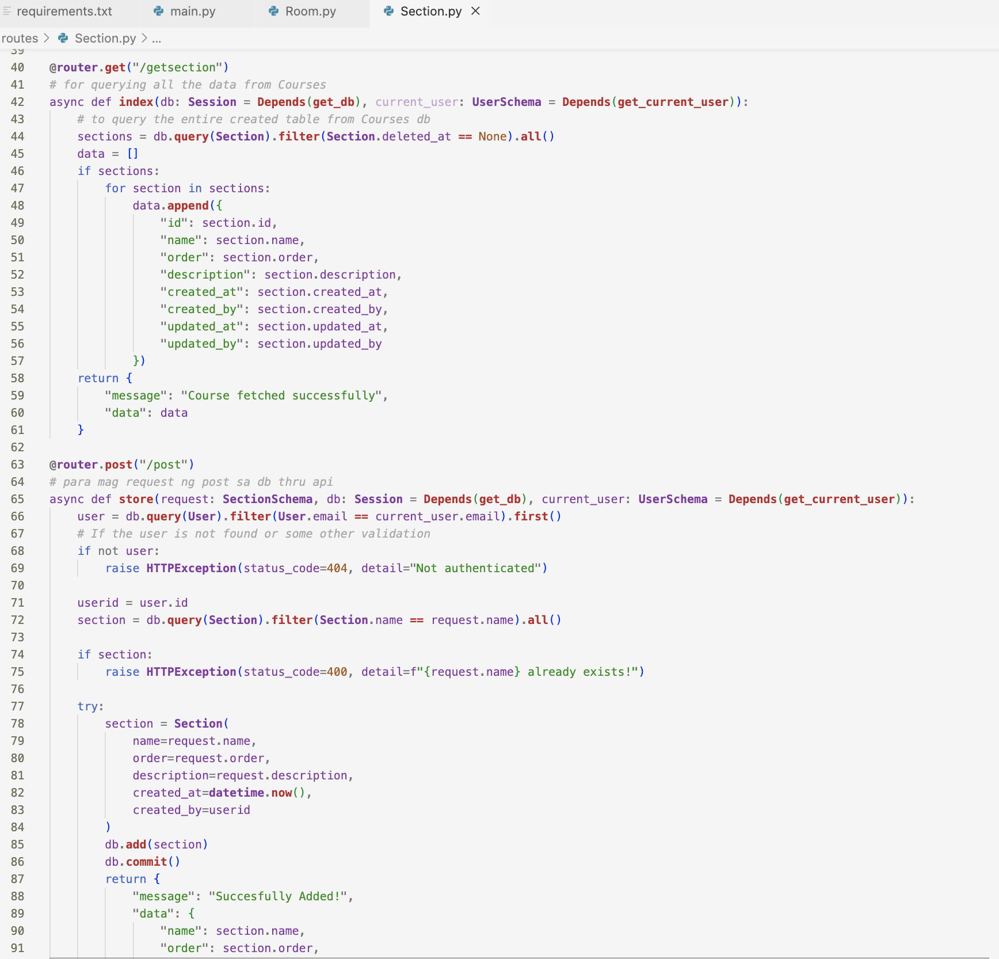 requirements.txt main.py Room.py Section.py
routes > Section.py > ...
39
40 @router.get("/getsection")
41 # for querying all the data from Courses
42 async def index(db: Session = Depends(get_db), current_user: UserSchema = Depends(get_current_user)):
43     # to query the entire created table from Courses db
44     sections = db.query(Section).filter(Section.deleted_at == None).all()
45     data = []
46     if sections:
47         for section in sections:
48             data.append({
49                 "id": section.id,
50                 "name": section.name,
51                 "order": section.order,
52                 "description": section.description,
53                 "created_at": section.created_at,
54                 "created_by": section.created_by,
55                 "updated_at": section.updated_at,
56                 "updated_by": section.updated_by
57             })
58     return {
59         "message": "Course fetched successfully",
60         "data": data
61     }
62
63 @router.post("/post")
64 # para mag request ng post sa db thru api
65 async def store(request: SectionSchema, db: Session = Depends(get_db), current_user: UserSchema = Depends(get_current_user)):
66     user = db.query(User).filter(User.email == current_user.email).first()
67     # If the user is not found or some other validation
68     if not user:
69         raise HTTPException(status_code=404, detail="Not authenticated")
70
71     userid = user.id
72     section = db.query(Section).filter(Section.name == request.name).all()
73
74     if section:
75         raise HTTPException(status_code=400, detail=f"{request.name} already exists!")
76
77     try:
78         section = Section(
79             name=request.name,
80             order=request.order,
81             description=request.description,
82             created_at=datetime.now(),
83             created_by=userid
84         )
85         db.add(section)
86         db.commit()
87         return {
88             "message": "Succesfully Added!",
89             "data": {
90                 "name": section.name,
91                 "order": section.order,